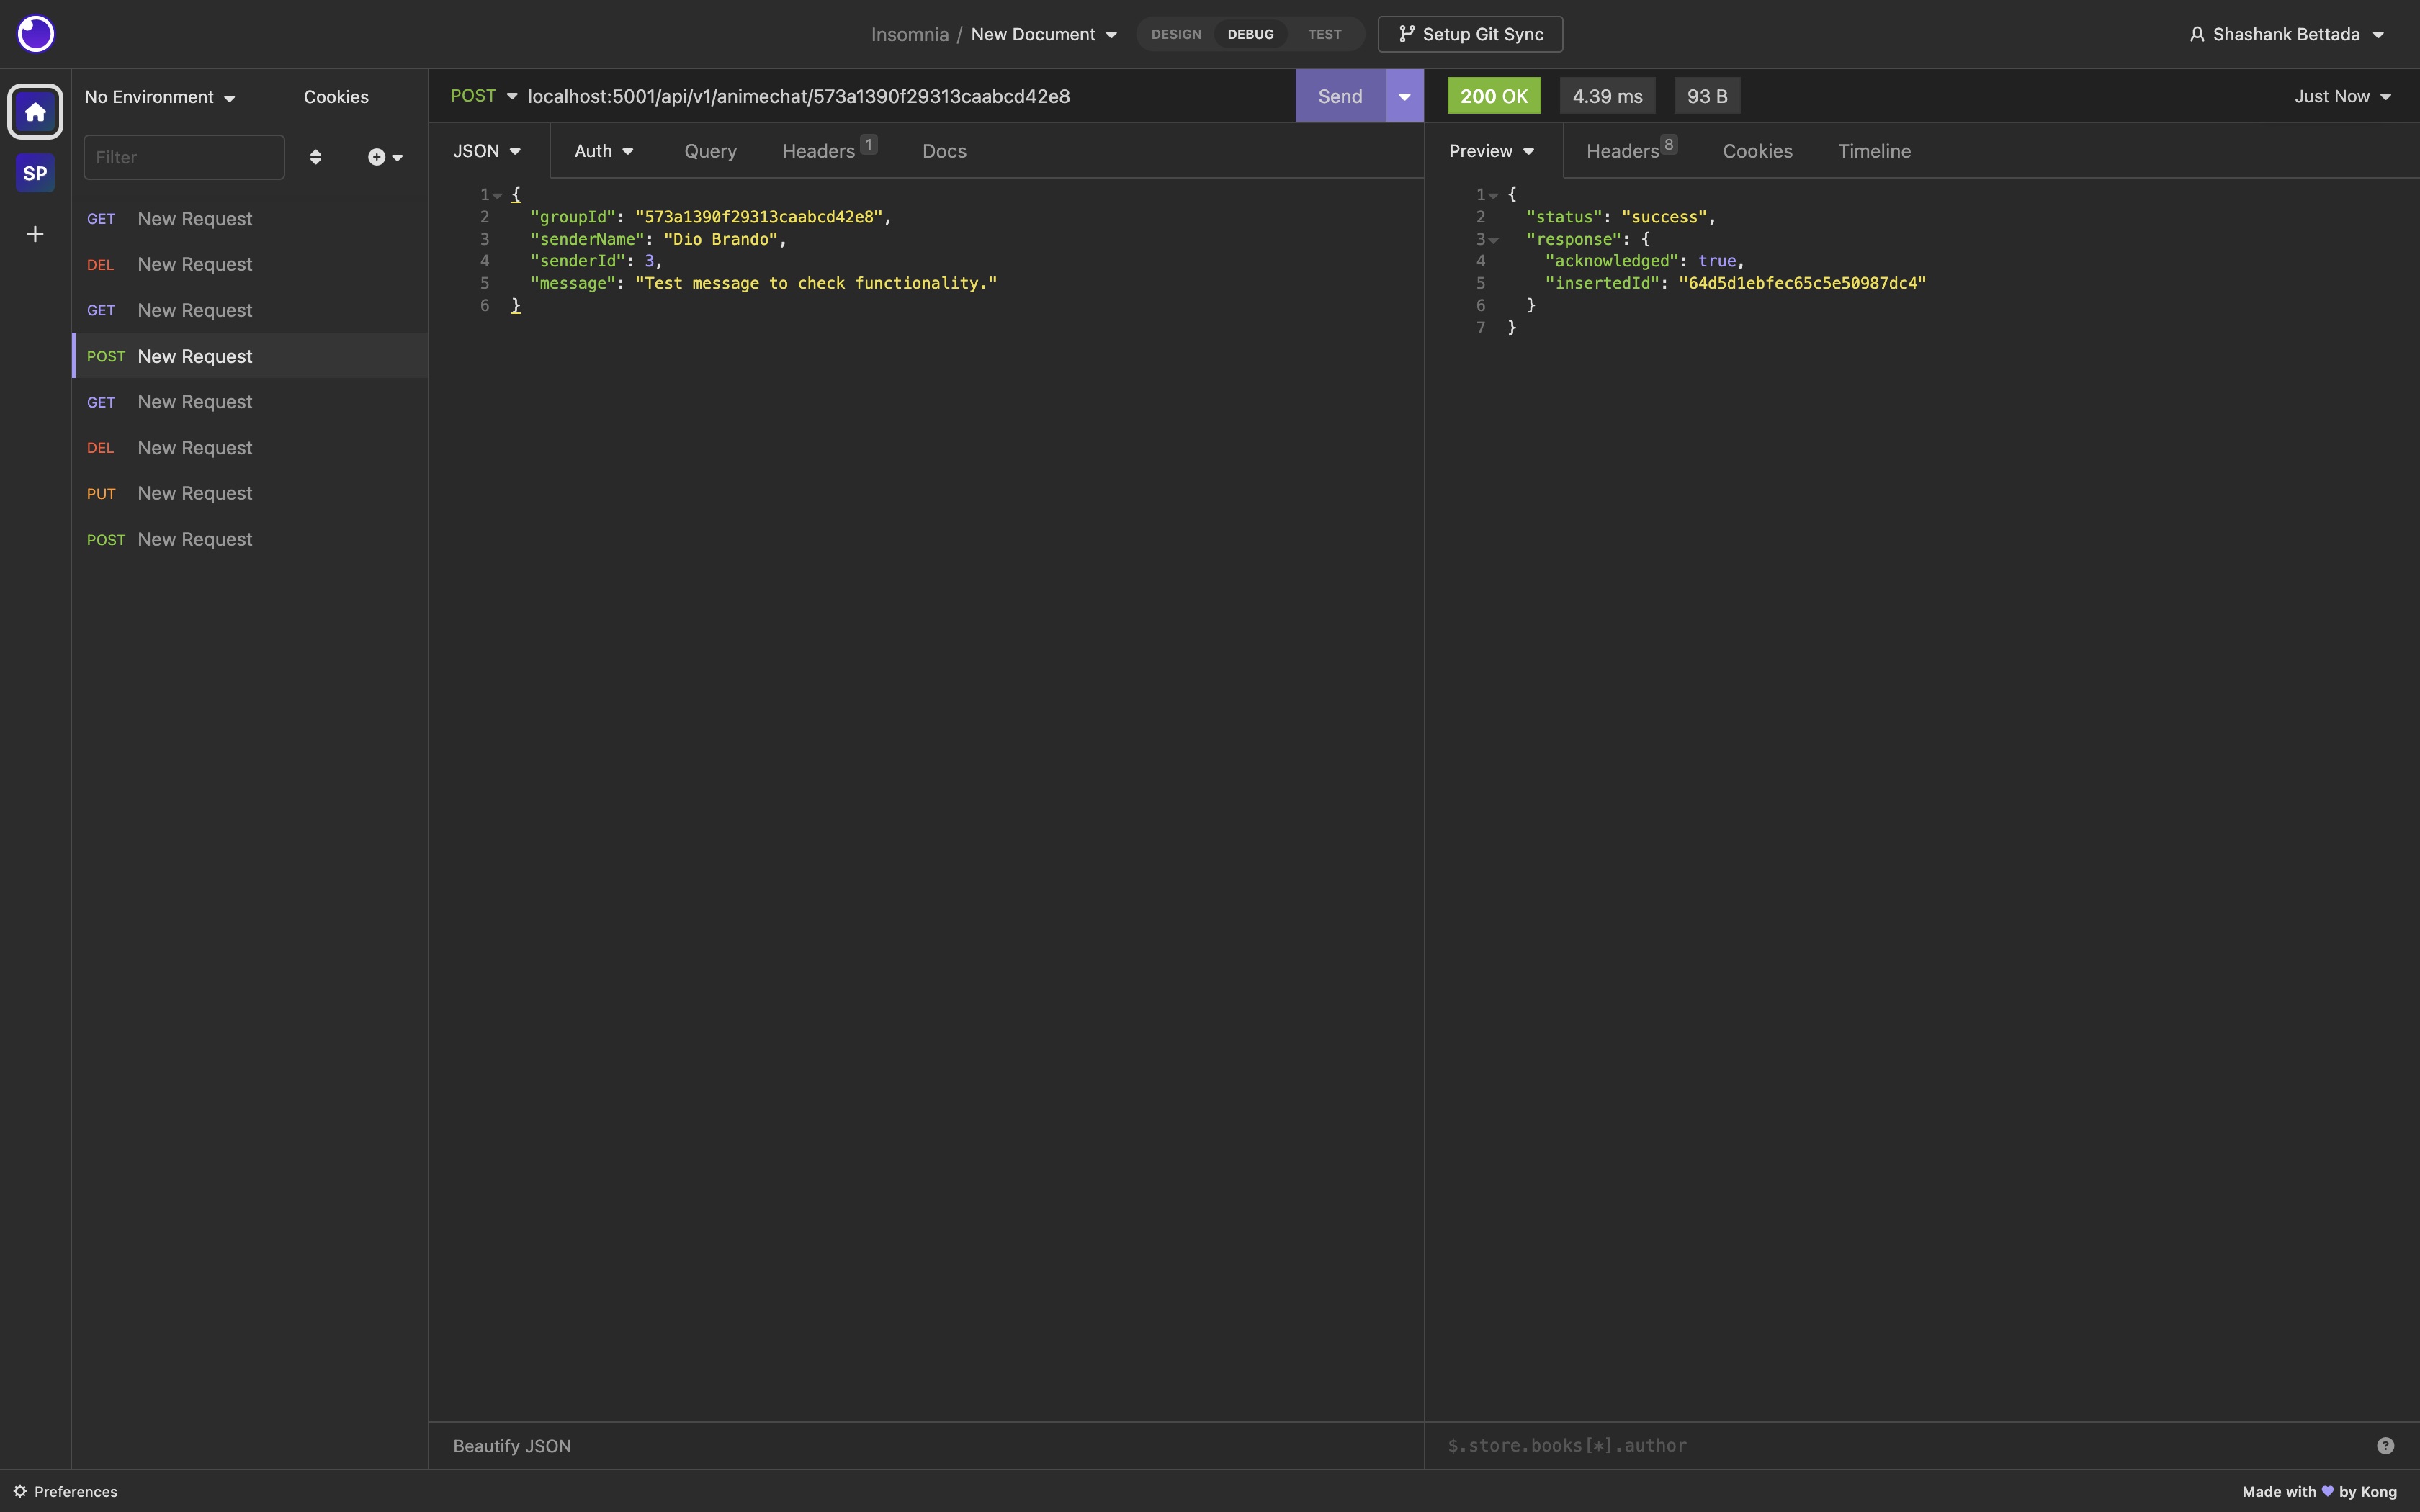 Insomnia / New Document
DESIGN DEBUG TEST
Setup Git Sync
Shashank Bettada
SP
No Environment
Cookies
Filter
GET New Request
DEL New Request
GET New Request
POST New Request
GET New Request
DEL New Request
PUT New Request
POST New Request
POST localhost:5001/api/v1/animechat/573a1390f29313caabcd42e8 Send
JSON Auth Query Headers 1 Docs
1 {
2 "groupId": "573a1390f29313caabcd42e8",
3 "senderName": "Dio Brando",
4 "senderId": 3,
5 "message": "Test message to check functionality."
6 }
Beautify JSON
200 OK 4.39 ms 93 B Just Now
Preview Headers 8 Cookies Timeline
1 {
2 "status": "success",
3 "response": {
4 "acknowledged": true,
5 "insertedId": "64d5d1ebfec65c5e50987dc4"
6 }
7 }
$.store.books[*].author
?
Preferences
Made with by Kong